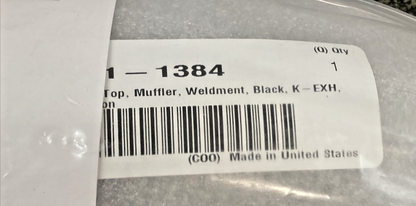 (Q) Qty
1 – 1384
1
Top, Muffler, Weldment, Black, K – EXH,
on
(COO) Made in United States